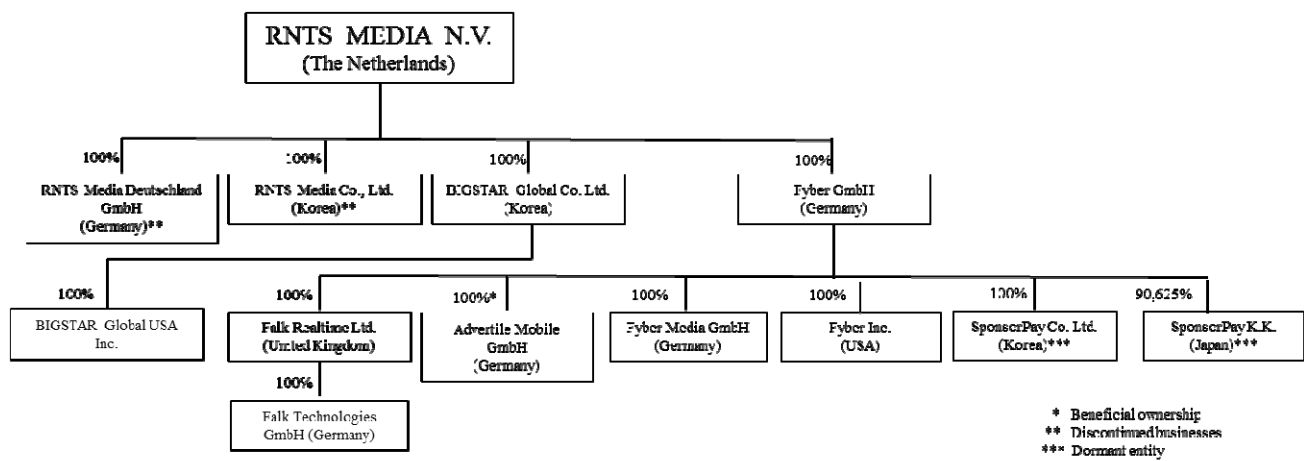 RNTS MEDIA N.V.
(The Netherlands)
100%
100%
100%
100%
RNTS Media Deutschland
GmbH
(Germany)**
RNTS Media Co., Ltd.
(Korea)**
BIGSTAR Global Co. Ltd.
(Korea)
Fyber GmbH
(Germany)
100%
100%
100%*
100%
100%
100%
90,625%
BIGSTAR Global USA
Inc.
Falk Realtime Ltd.
(United Kingdom)
Advertile Mobile
GmbH
(Germany)
Fyber Media GmbH
(Germany)
Fyber Inc.
(USA)
SponsorPay Co. Ltd.
(Korea)***
SponsorPay K.K.
(Japan)***
100%
Falk Technologies
GmbH (Germany)
* Beneficial ownership
** Discontinued businesses
*** Dormant entity